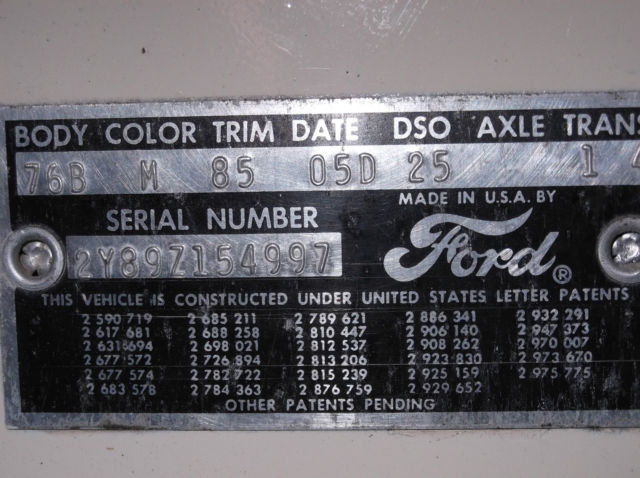 BODY COLOR TRIM DATE DSO AXLE TRANS
76B M 85 05D 25 1 4
SERIAL NUMBER
2Y89Z154997
MADE IN U.S.A. BY
Ford ®
THIS VEHICLE IS CONSTRUCTED UNDER UNITED STATES LETTER PATENTS
2 590 719 2 685 211 2 789 621 2 886 341 2 932 291
2 617 681 2 688 258 2 810 447 2 906 140 2 947 373
2 631 694 2 698 021 2 812 537 2 908 262 2 970 007
2 677 572 2 726 894 2 813 206 2 923 830 2 973 670
2 677 574 2 782 722 2 815 239 2 925 159 2 975 775
2 683 578 2 784 363 2 876 759 2 929 652
OTHER PATENTS PENDING